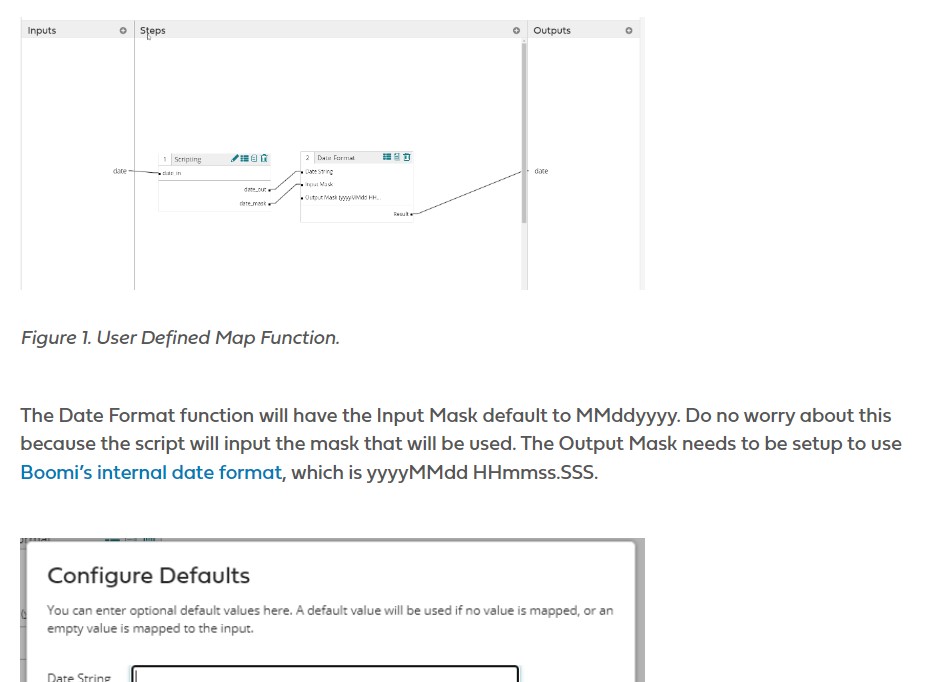 Inputs
Steps
Outputs
1 Scripting
2 Date Format
date
date_in
Date String
date
date_out
Input Mask
date_mask
Output Mask (yyyyMMdd HH...
Result
Figure 1. User Defined Map Function.
The Date Format function will have the Input Mask default to MMddyyyy. Do no worry about this
because the script will input the mask that will be used. The Output Mask needs to be setup to use
Boomi’s internal date format, which is yyyyMMdd HHmmss.SSS.
Configure Defaults
You can enter optional default values here. A default value will be used if no value is mapped, or an
empty value is mapped to the input.
Date String